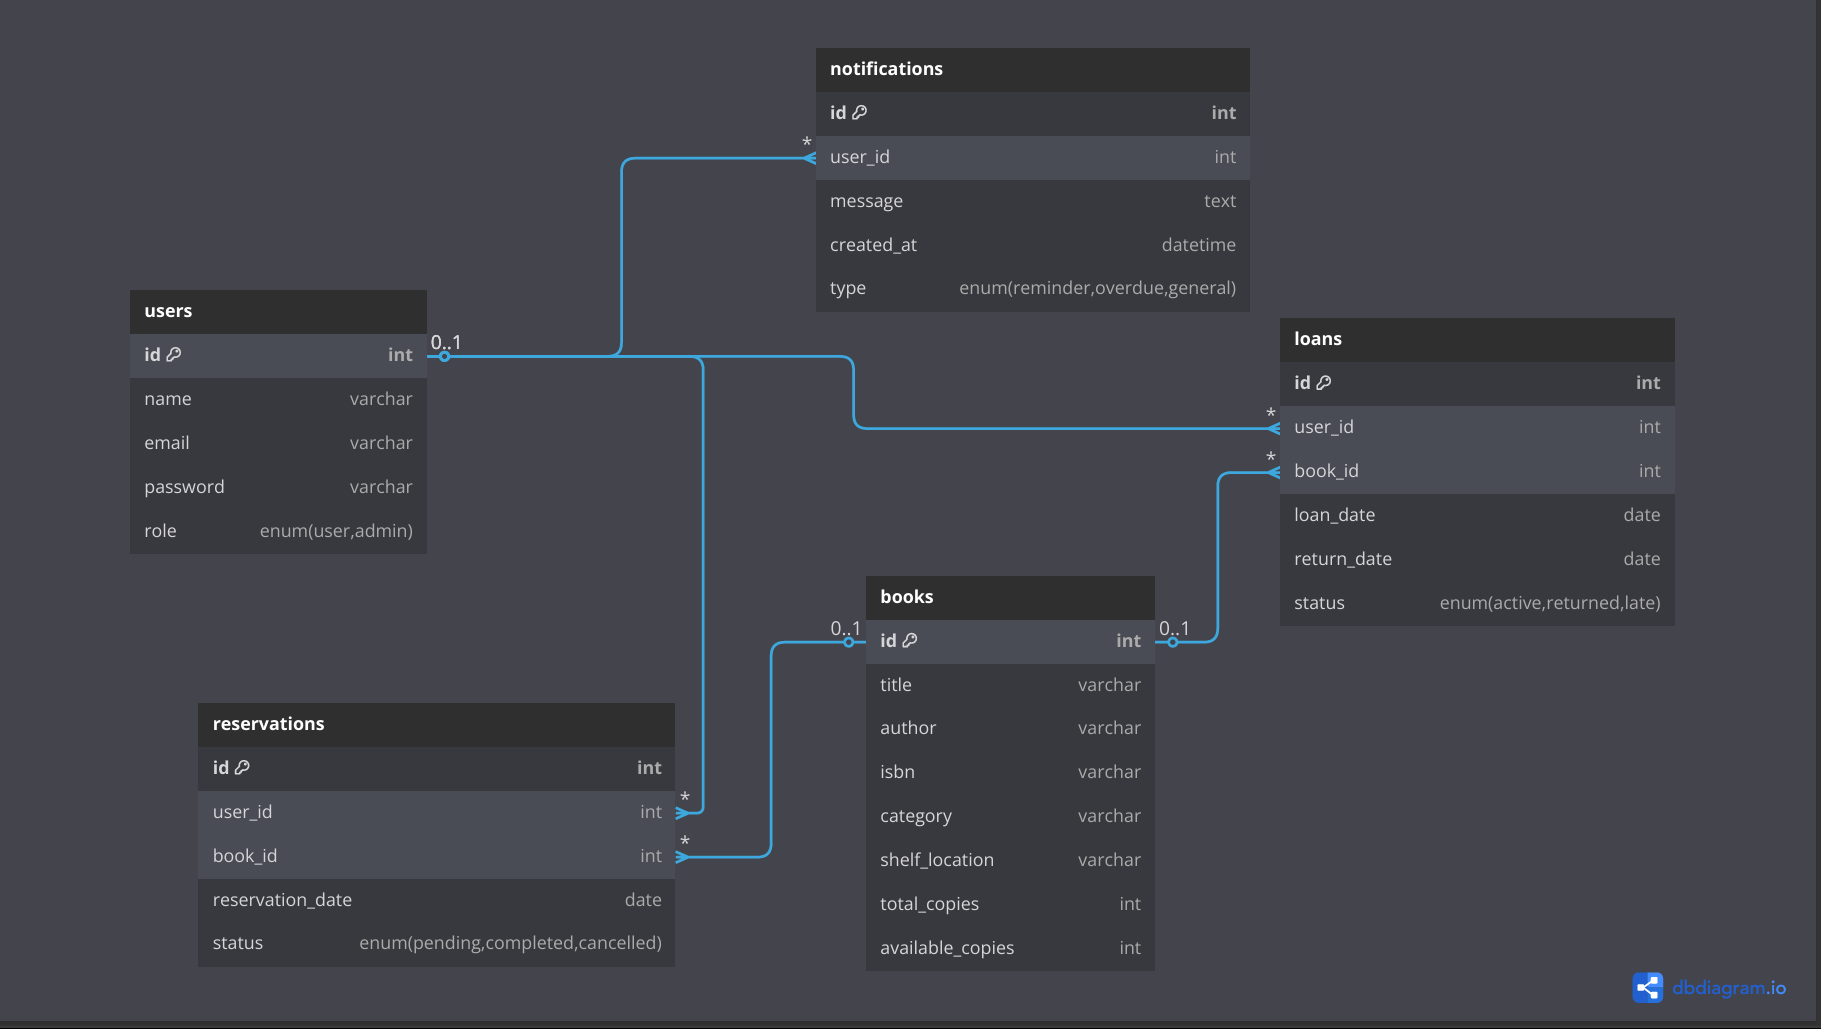 notifications
id int
* user_id int
message text
created_at datetime
type enum(reminder,overdue,general)
users
id int 0..1
name varchar
email varchar
password varchar
role enum(user,admin)
loans
id int
* user_id int
* book_id int
loan_date date
return_date date
status enum(active,returned,late)
books
0..1 id int 0..1
title varchar
author varchar
isbn varchar
category varchar
shelf_location varchar
total_copies int
available_copies int
reservations
id int
user_id int *
book_id int *
reservation_date date
status enum(pending,completed,cancelled)
dbdiagram.io